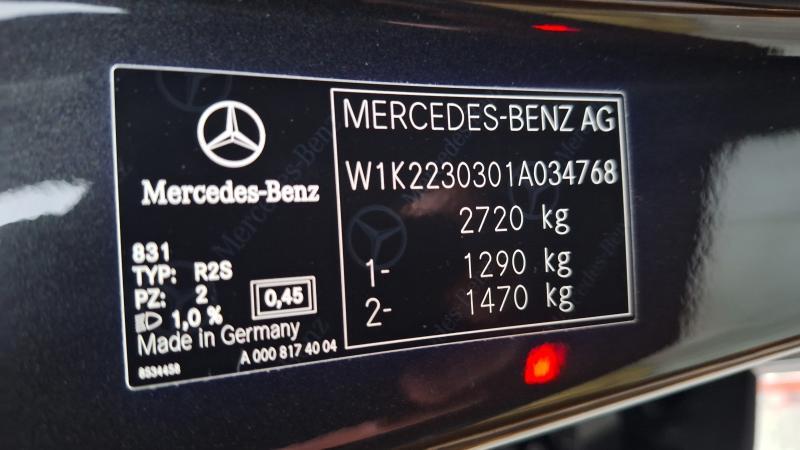 Mercedes-Benz
831
TYP: R2S
PZ: 2
1,0 %
0,45
Made in Germany
A 000 817 40 04
8534458
MERCEDES-BENZ AG
W1K2230301A034768
2720 kg
1- 1290 kg
2- 1470 kg